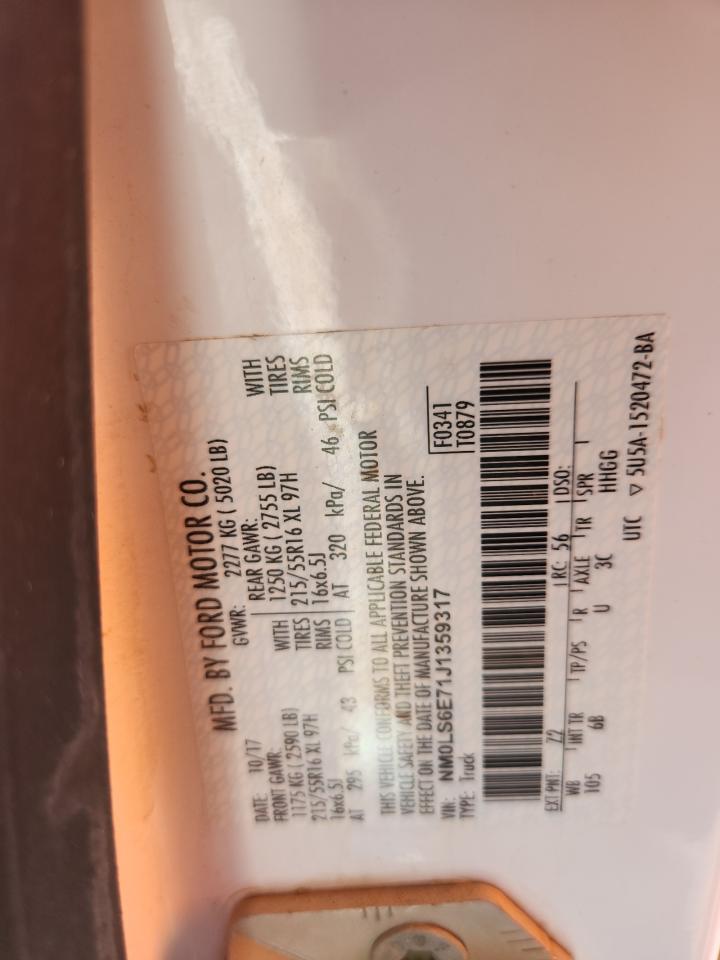 MFD. BY FORD MOTOR CO.
DATE: 10/17 GVWR: 2277 KG ( 5020 LB)
FRONT GAWR: REAR GAWR:
1175 KG ( 2590 LB) WITH 1250 KG ( 2755 LB) WITH
215/55R16 XL 97H TIRES 215/55R16 XL 97H TIRES
16x6.5J RIMS 16x6.5J RIMS
AT 295 kPa/ 43 PSI COLD AT 320 kPa/ 46 PSI COLD
THIS VEHICLE CONFORMS TO ALL APPLICABLE FEDERAL MOTOR
VEHICLE SAFETY AND THEFT PREVENTION STANDARDS IN
EFFECT ON THE DATE OF MANUFACTURE SHOWN ABOVE.
VIN: NM0LS6E71J1359317 F0341
TYPE: Truck T0879
EXT PNT: Z2 RC: 56 DSO:
WB INT TR TP/PS R AXLE TR SPR
105 6B U 3C HHGG
UTC ▽ 5U5A-1520472-BA